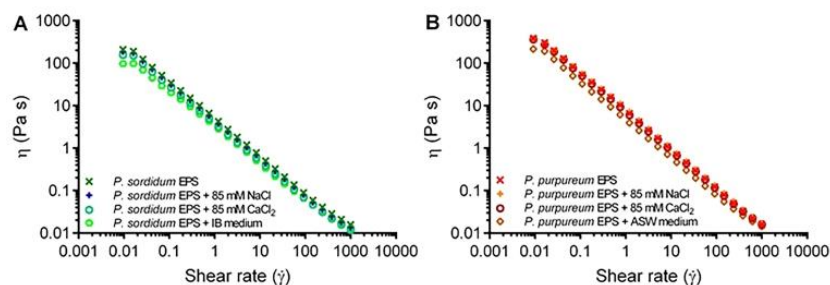 A
η (Pa s)
1000
100
10
1
0.1
0.01
P. sordidum EPS
P. sordidum EPS + 85 mM NaCl
P. sordidum EPS + 85 mM CaCl₂
P. sordidum EPS + IB medium
0.001 0.01 0.1 1 10 100 1000 10000
Shear rate (γ̇)
B
η (Pa s)
1000
100
10
1
0.1
0.01
P. purpureum EPS
P. purpureum EPS + 85 mM NaCl
P. purpureum EPS + 85 mM CaCl₂
P. purpureum EPS + ASW medium
0.001 0.01 0.1 1 10 100 1000 10000
Shear rate (γ̇)